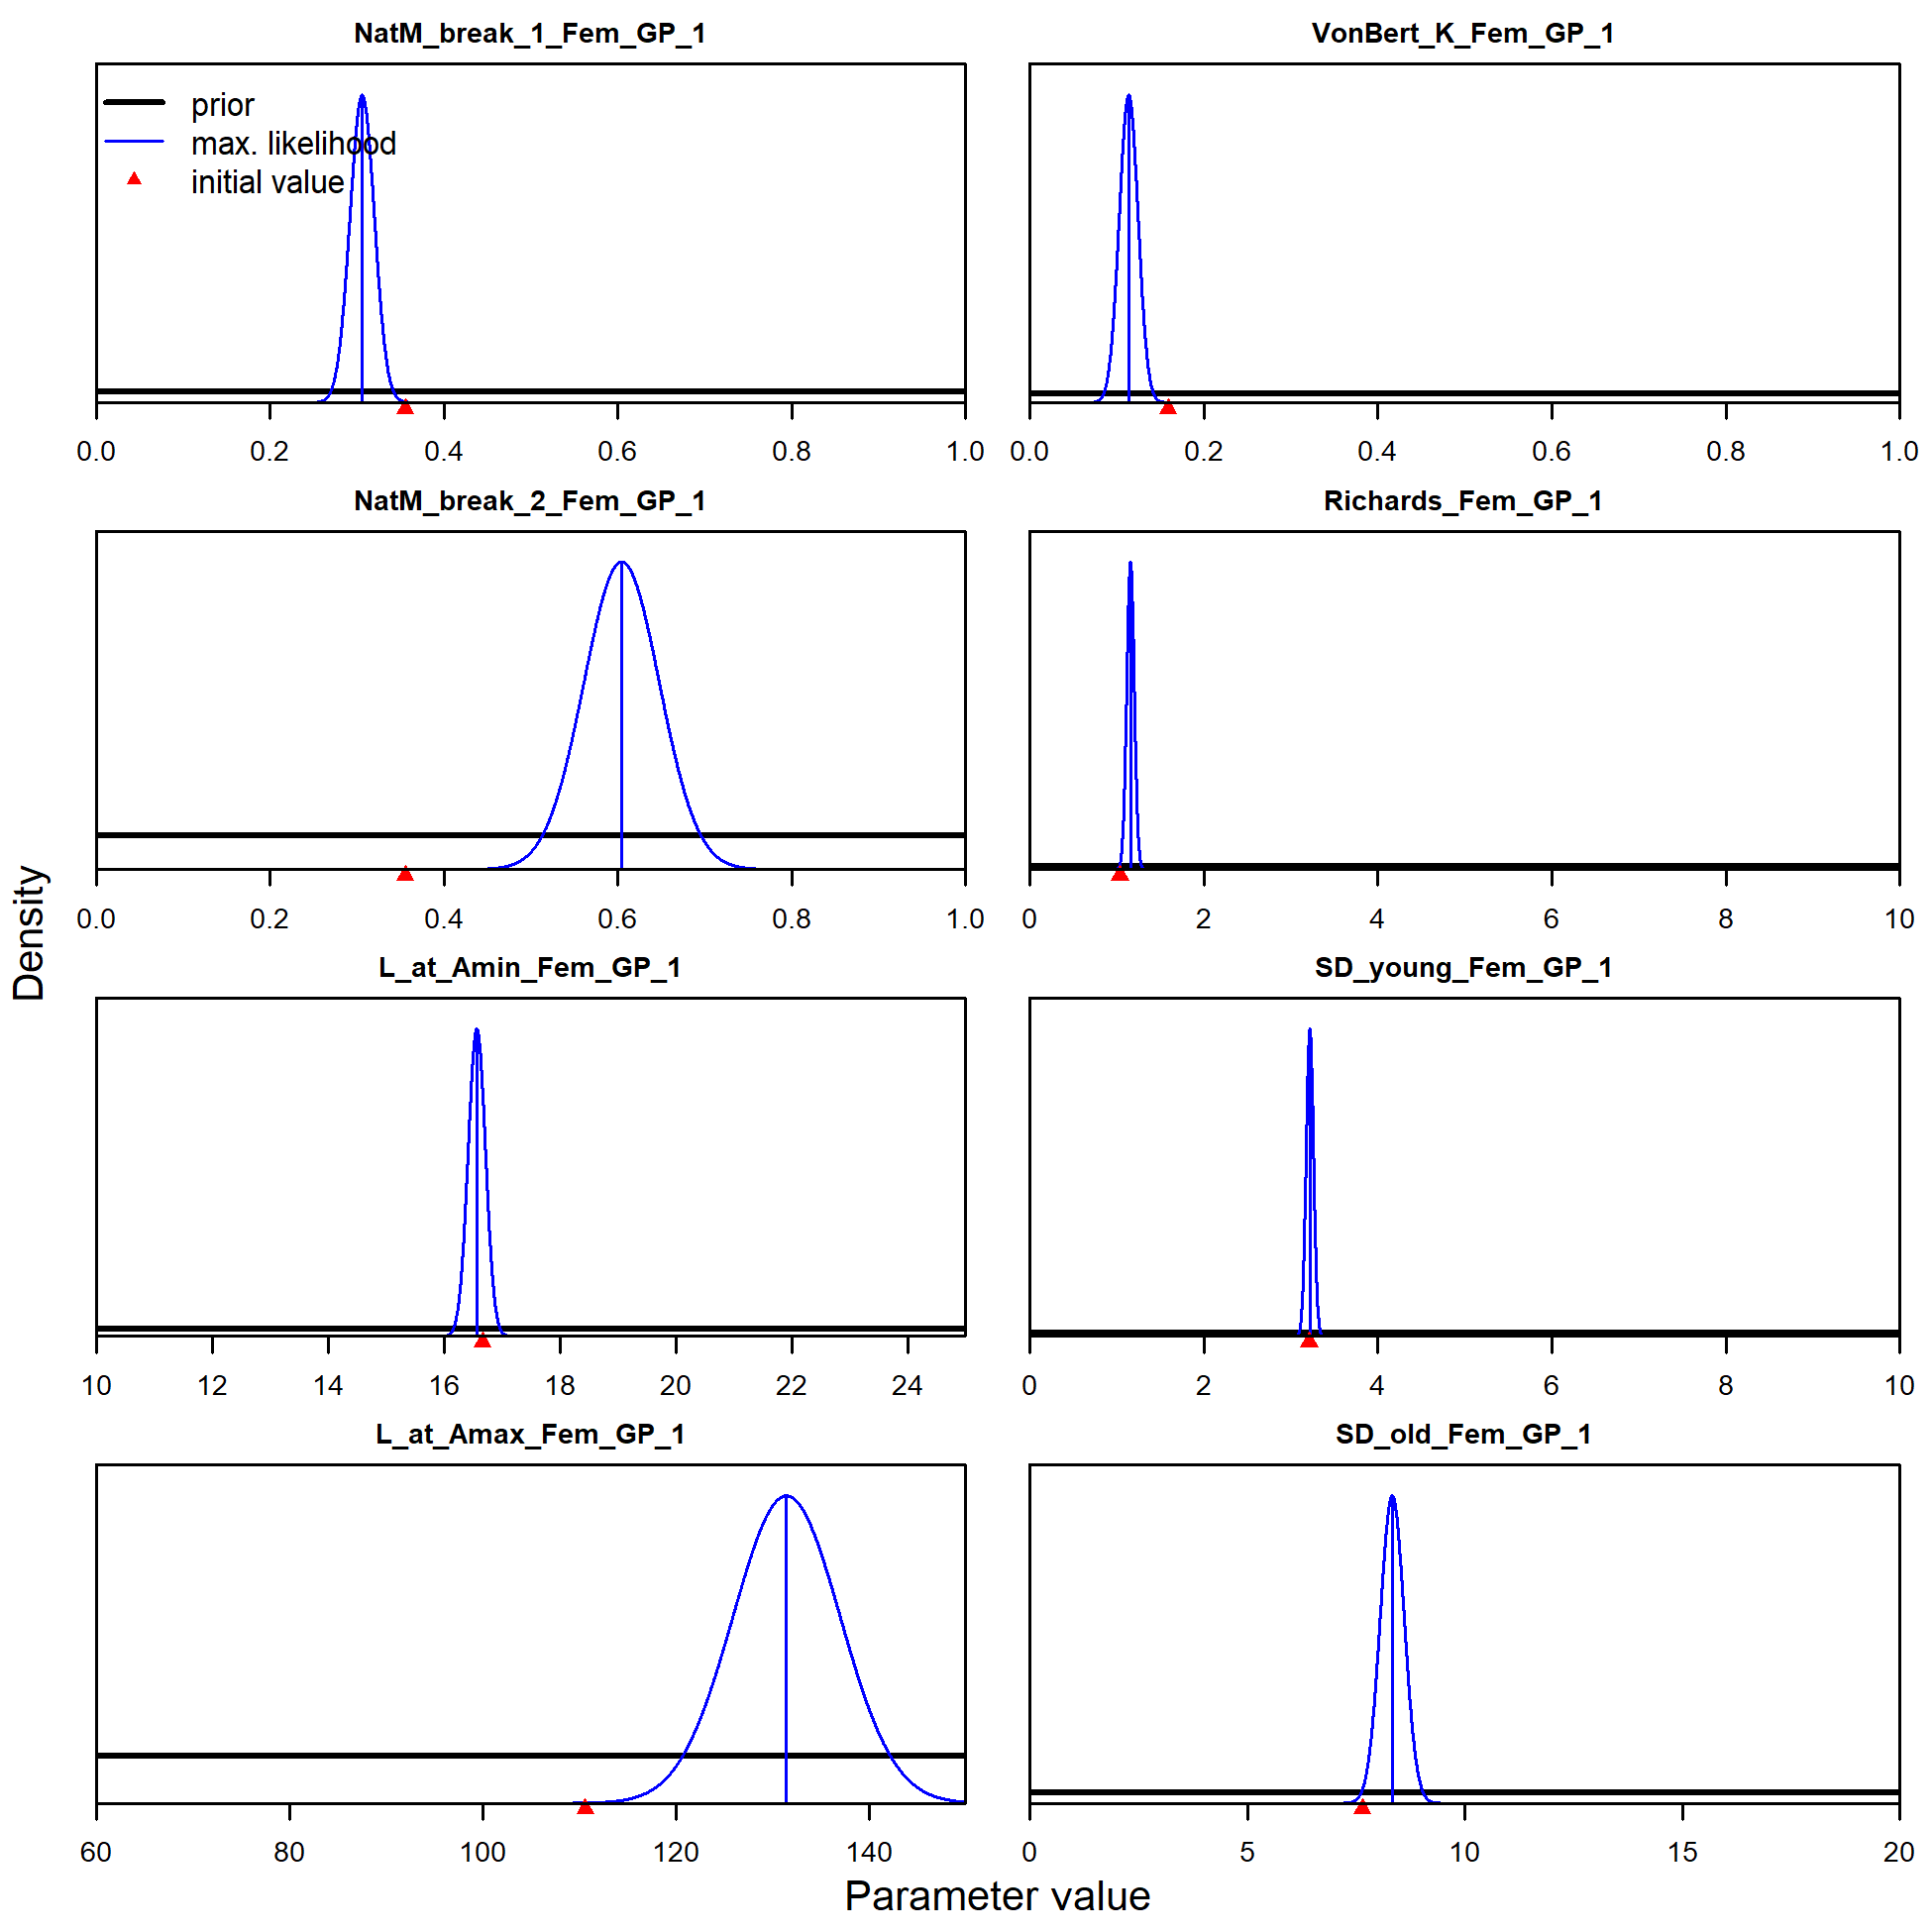 NatM_break_1_Fem_GP_1
prior
max. likelihood
initial value
0.0 0.2 0.4 0.6 0.8 1.0
VonBert_K_Fem_GP_1
0.0 0.2 0.4 0.6 0.8 1.0
NatM_break_2_Fem_GP_1
0.0 0.2 0.4 0.6 0.8 1.0
Richards_Fem_GP_1
0 2 4 6 8 10
L_at_Amin_Fem_GP_1
10 12 14 16 18 20 22 24
SD_young_Fem_GP_1
0 2 4 6 8 10
L_at_Amax_Fem_GP_1
60 80 100 120 140
SD_old_Fem_GP_1
0 5 10 15 20
Density
Parameter value